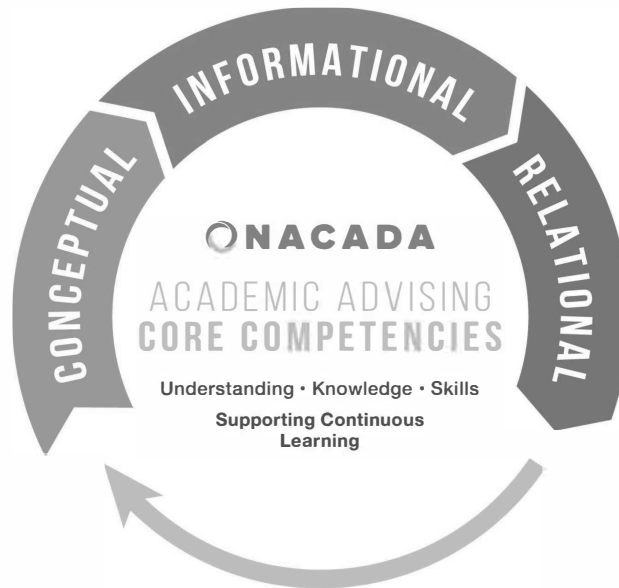 CONCEPTUAL
INFORMATIONAL
RELATIONAL
NACADA
ACADEMIC ADVISING
CORE COMPETENCIES
Understanding • Knowledge • Skills
Supporting Continuous
Learning